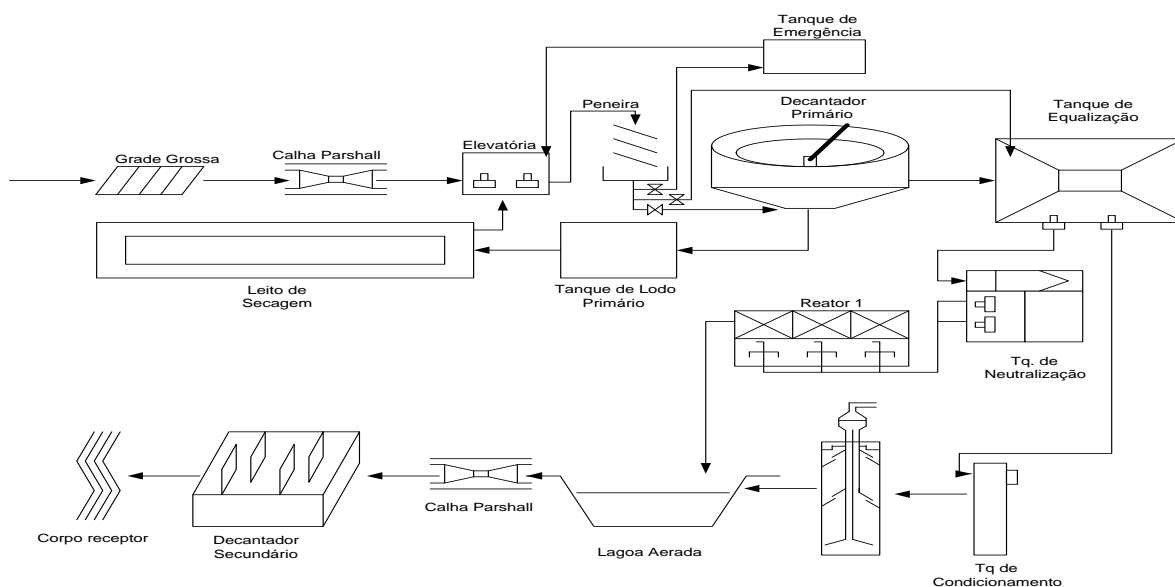 Tanque de
Emergência
Peneira
Decantador
Primário
Tanque de
Equalização
Grade Grossa
Calha Parshall
Elevatória
Leito de
Secagem
Tanque de Lodo
Primário
Reator 1
Tq. de
Neutralização
Corpo receptor
Decantador
Secundário
Calha Parshall
Lagoa Aerada
Tq de
Condicionamento